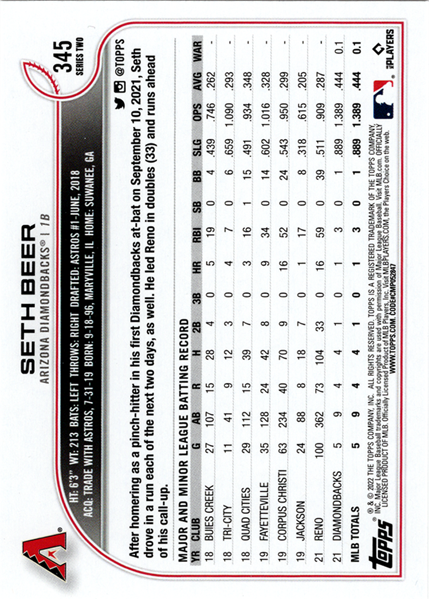 345
SERIES TWO
SETH BEER
ARIZONA DIAMONDBACKS® | 1B
HT: 6'3" WT: 213 BATS: LEFT THROWS: RIGHT DRAFTED: ASTROS #1-JUNE, 2018
ACQ: TRADE WITH ASTROS, 7-31-19 BORN: 9-18-96, MARYVILLE, IL HOME: SUWANEE, GA
@TOPPS
After homering as a pinch-hitter in his first Diamondbacks at-bat on September 10, 2021, Seth
drove in a run each of the next two days, as well. He led Reno in doubles (33) and runs ahead
of his call-up.
MAJOR AND MINOR LEAGUE BATTING RECORD
YR CLUB G AB R H 2B 3B HR RBI SB BB SLG OPS AVG WAR
18 BUIES CREEK 27 107 15 28 4 0 5 19 0 4 .439 .746 .262 -
18 TRI-CITY 11 41 9 12 3 0 4 7 0 6 .659 1.090 .293 -
18 QUAD CITIES 29 112 15 39 7 0 3 16 1 15 .491 .934 .348 -
19 FAYETTEVILLE 35 128 24 42 8 0 9 34 0 14 .602 1.016 .328 -
19 CORPUS CHRISTI 63 234 40 70 9 0 16 52 0 24 .543 .950 .299 -
19 JACKSON 24 88 8 18 7 0 1 17 0 8 .318 .615 .205 -
21 RENO 100 362 73 104 33 0 16 59 0 39 .511 .909 .287 -
21 DIAMONDBACKS 5 9 4 4 1 0 1 3 0 1 .889 1.389 .444 0.1
MLB TOTALS 5 9 4 4 1 0 1 3 0 1 .889 1.389 .444 0.1
topps
® & © 2022 THE TOPPS COMPANY, INC. ALL RIGHTS RESERVED. TOPPS IS A REGISTERED TRADEMARK OF THE TOPPS COMPANY,
INC. Major League Baseball trademarks and copyrights are used with permission of Major League Baseball. Visit MLB.com. OFFICIALLY
LICENSED PRODUCT OF MLB Players, Inc. Visit MLBPLAYERS.com, the Players Choice on the web.
WWW.TOPPS.COM.
PLAYERS